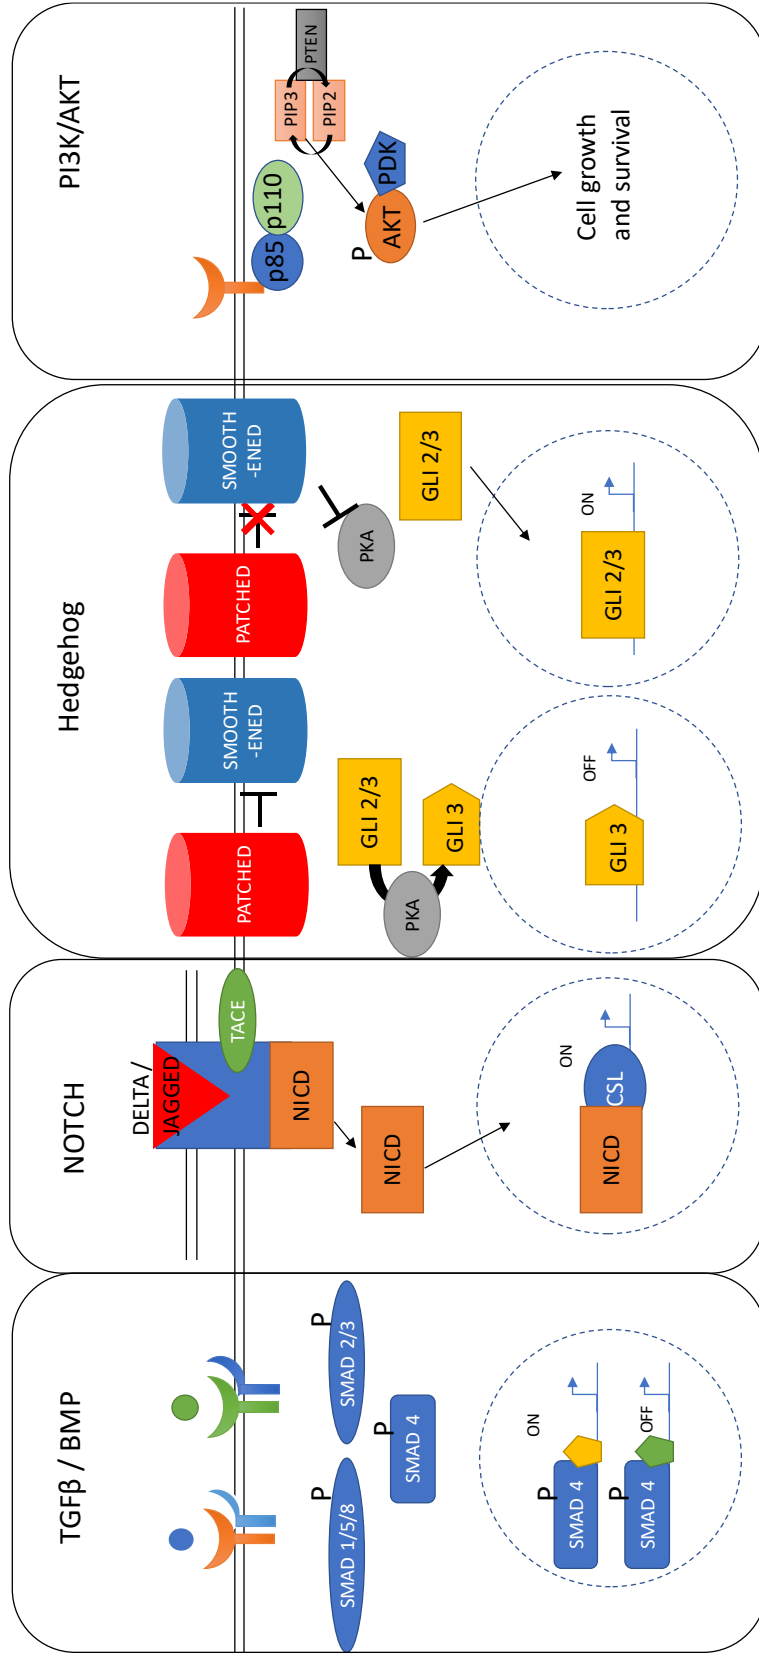 TGFβ / BMP
SMAD 1/5/8
P
SMAD 2/3
P
SMAD 4
P
ON
SMAD 4
P
OFF
SMAD 4
P
NOTCH
DELTA /
JAGGED
TACE
NICD
NICD
ON
NICD
CSL
Hedgehog
PATCHED
SMOOTH
-ENED
PATCHED
SMOOTH
-ENED
GLI 2/3
PKA
GLI 3
PKA
GLI 2/3
OFF
GLI 3
ON
GLI 2/3
PI3K/AKT
p85
p110
PIP3
PIP2
PTEN
P
AKT
PDK
Cell growth
and survival